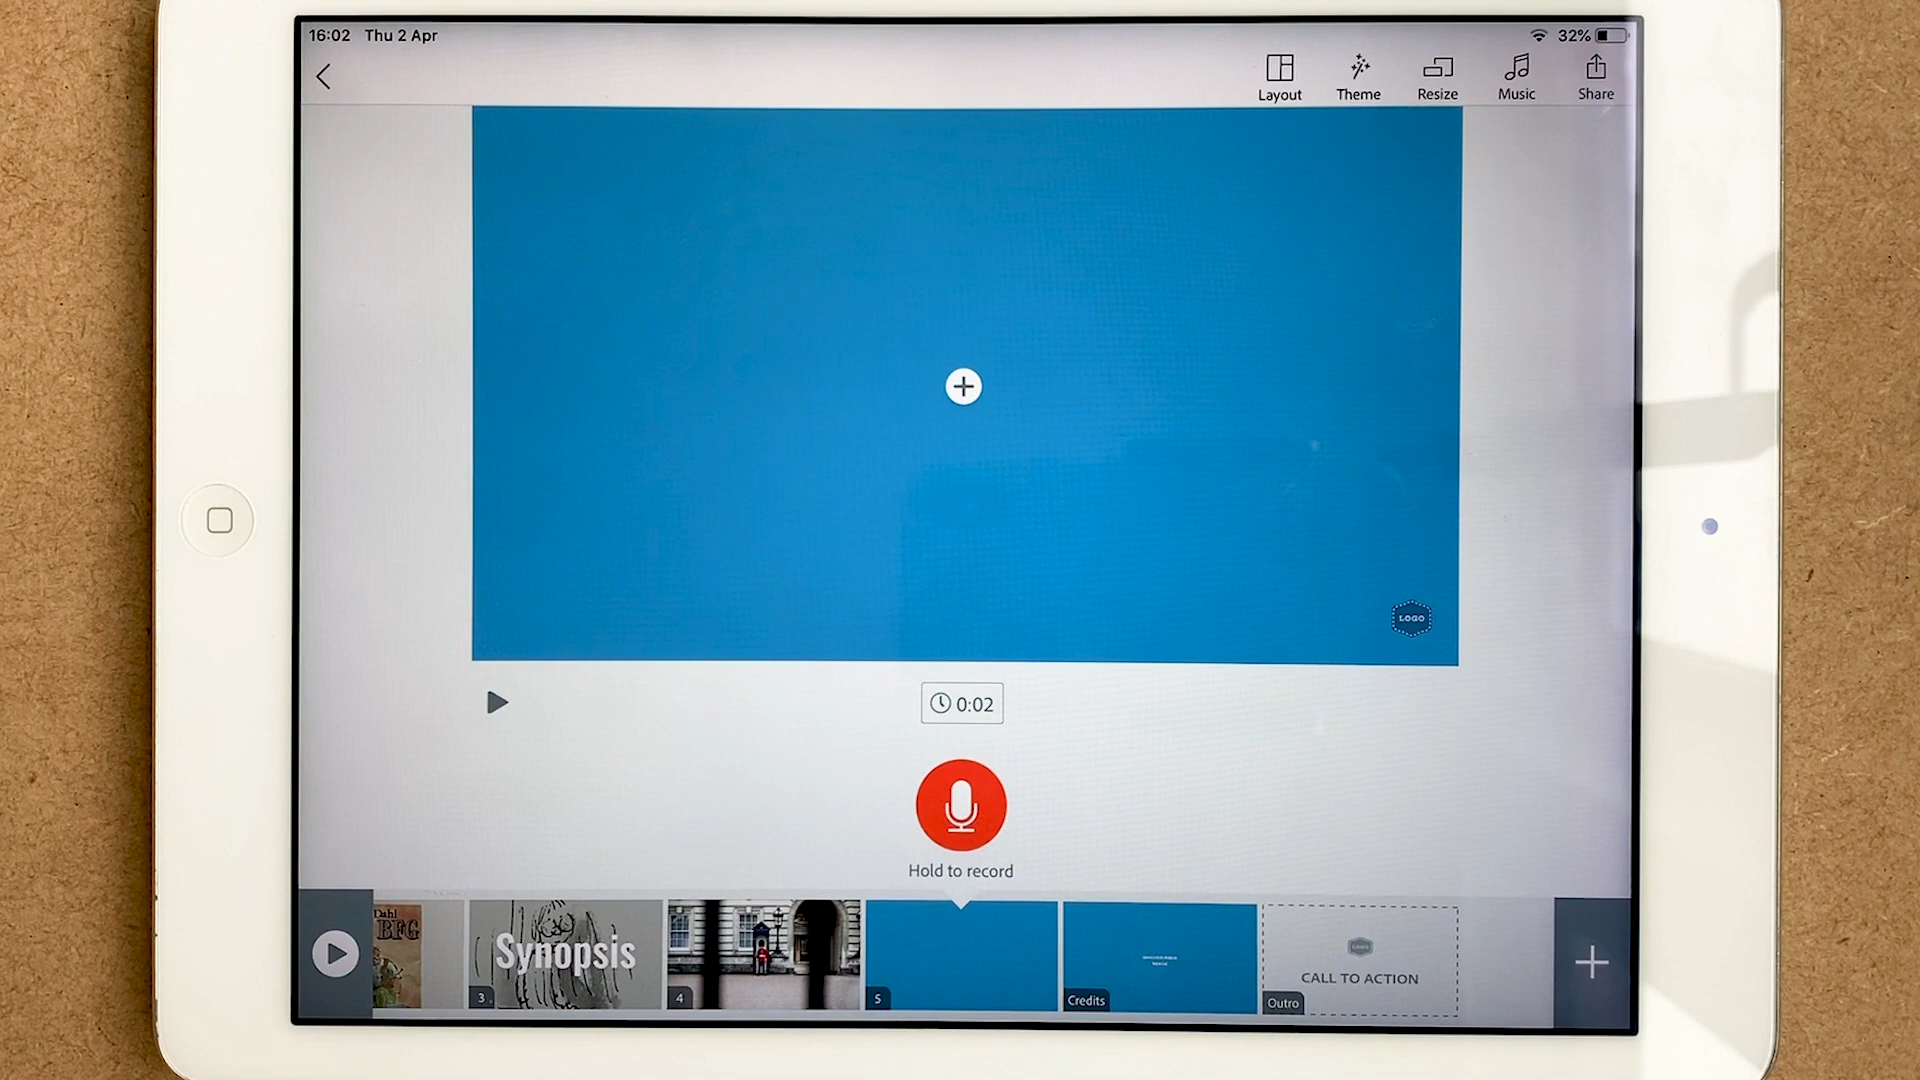 16:02 Thu 2 Apr
32%
Layout Theme Resize Music Share
LOGO
0:02
Hold to record
Dahl
BFG
Synopsis
3
4
5
Credits
CALL TO ACTION
Outro